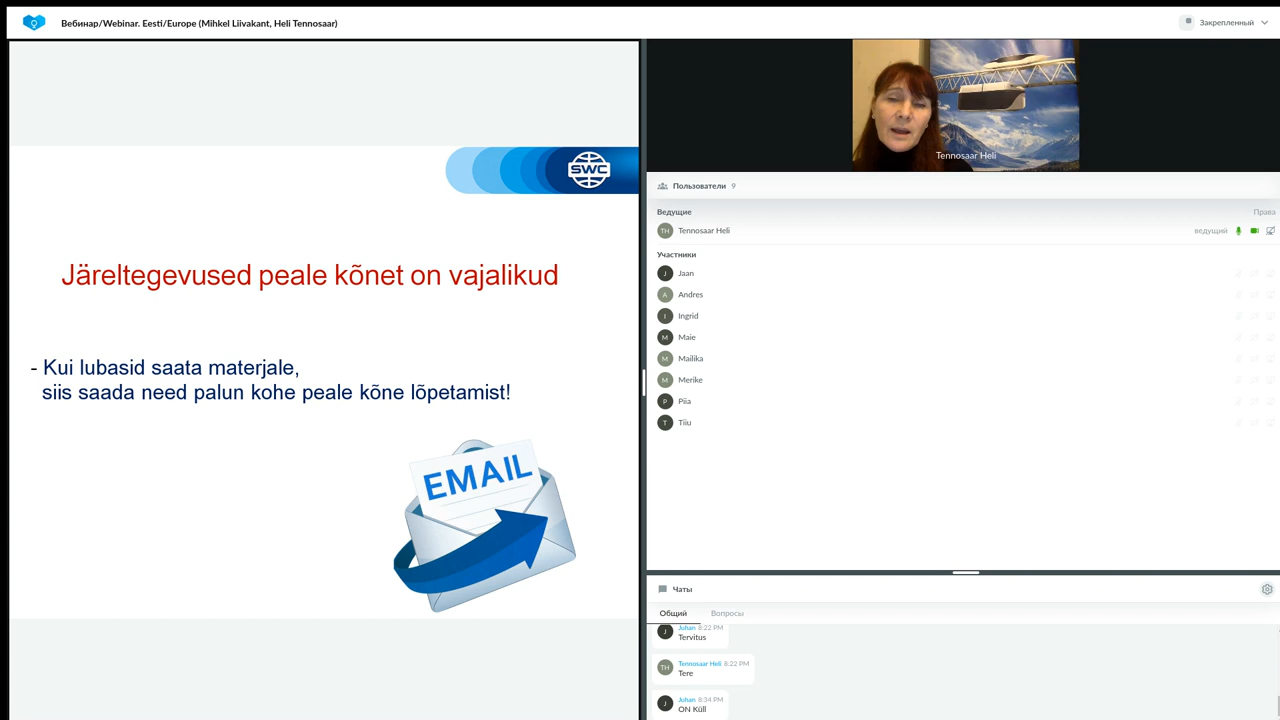 Вебинар/Webinar. Eesti/Europe (Mihkel Liivakant, Heli Tennosaar)
Закрепленный
SWC
Järeltegevused peale kõnet on vajalikud
- Kui lubasid saata materjale,
siis saada need palun kohe peale kõne lõpetamist!
EMAIL
Tennosaar Heli
Пользователи 9
Ведущие
Права
TH Tennosaar Heli
ведущий
Участники
J Jaan
A Andres
I Ingrid
M Maie
M Mailika
M Merike
P Piia
T Tiiu
Чаты
Общий
Вопросы
J Juhan 8:22 PM
Tervitus
TH Tennosaar Heli 8:22 PM
Tere
J Juhan 8:34 PM
ON Küll